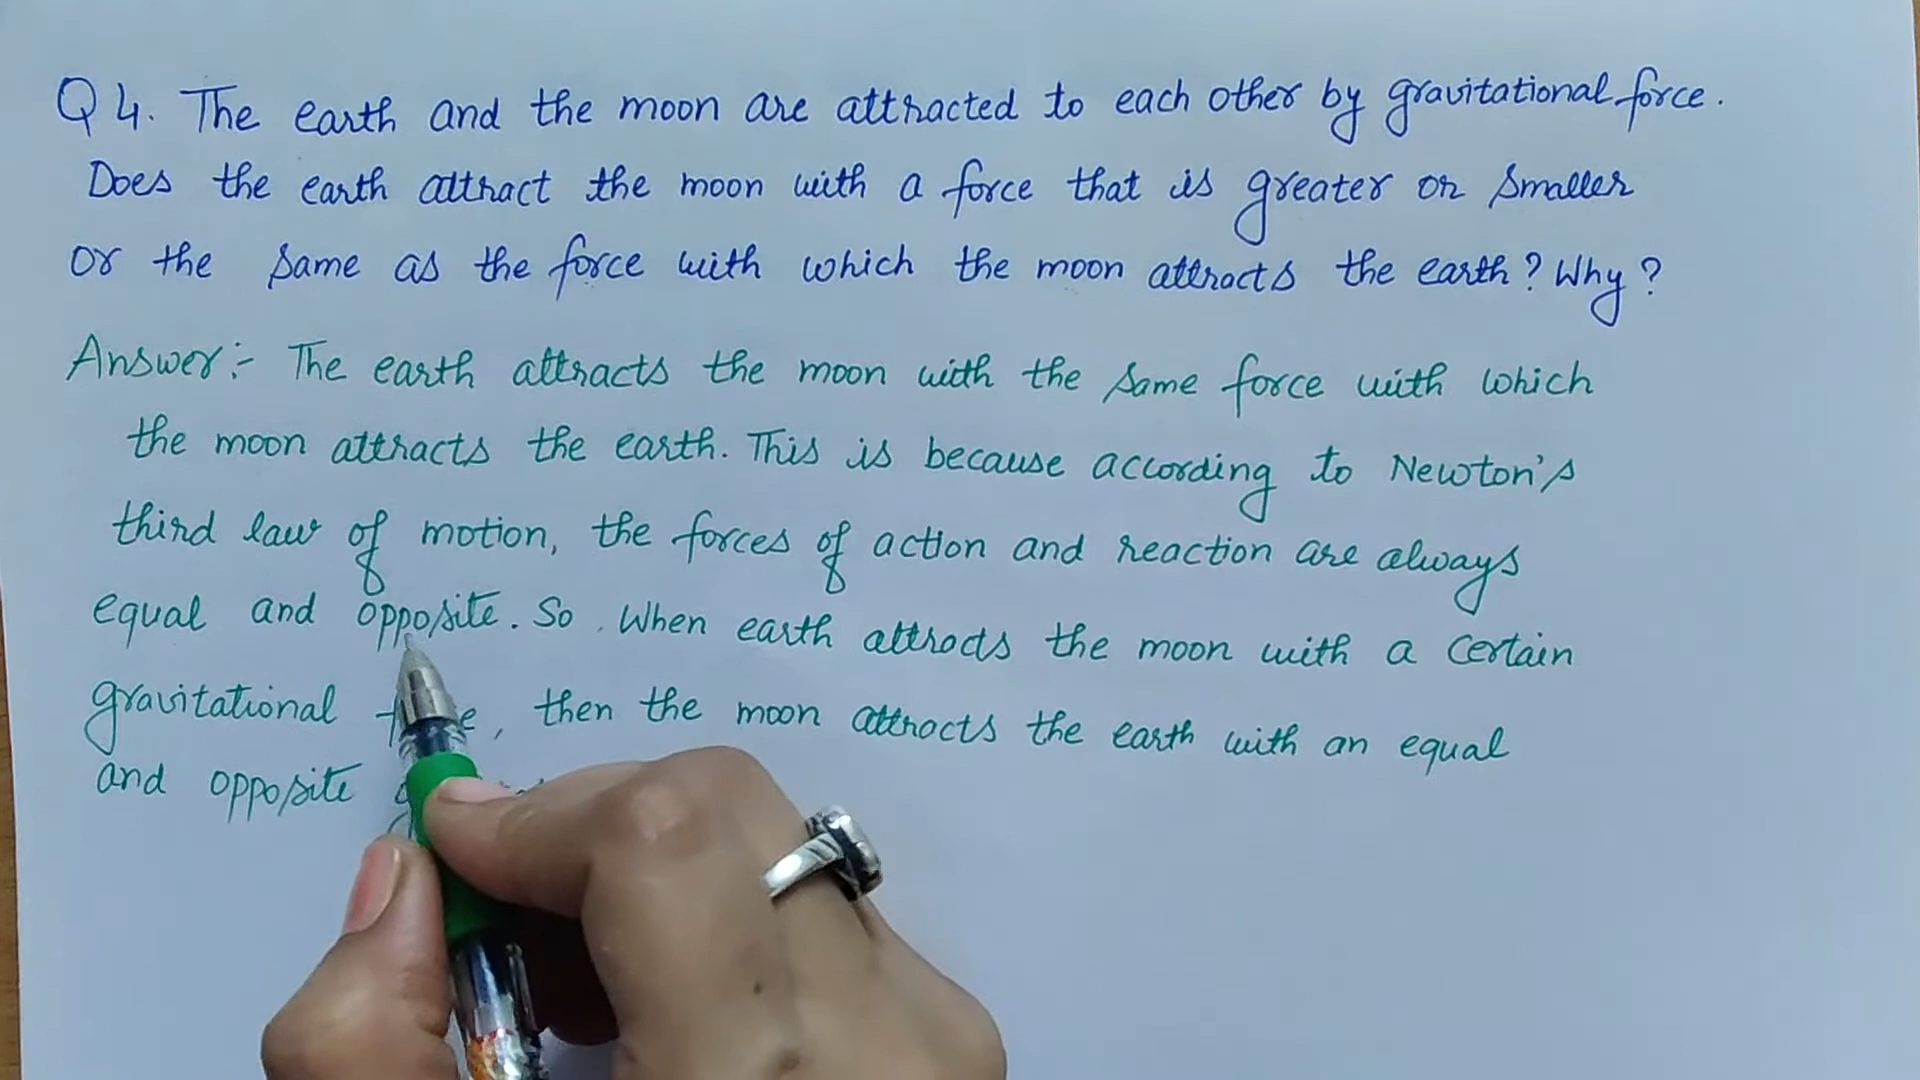 Q4. The earth and the moon are attracted to each other by gravitational force.
Does the earth attract the moon with a force that is greater or smaller
or the same as the force with which the moon attracts the earth? Why?
Answer:- The earth attracts the moon with the same force with which
the moon attracts the earth. This is because according to Newton's
third law of motion, the forces of action and reaction are always
equal and opposite. So when earth attracts the moon with a certain
gravitational , then the moon attracts the earth with an equal
and opposite